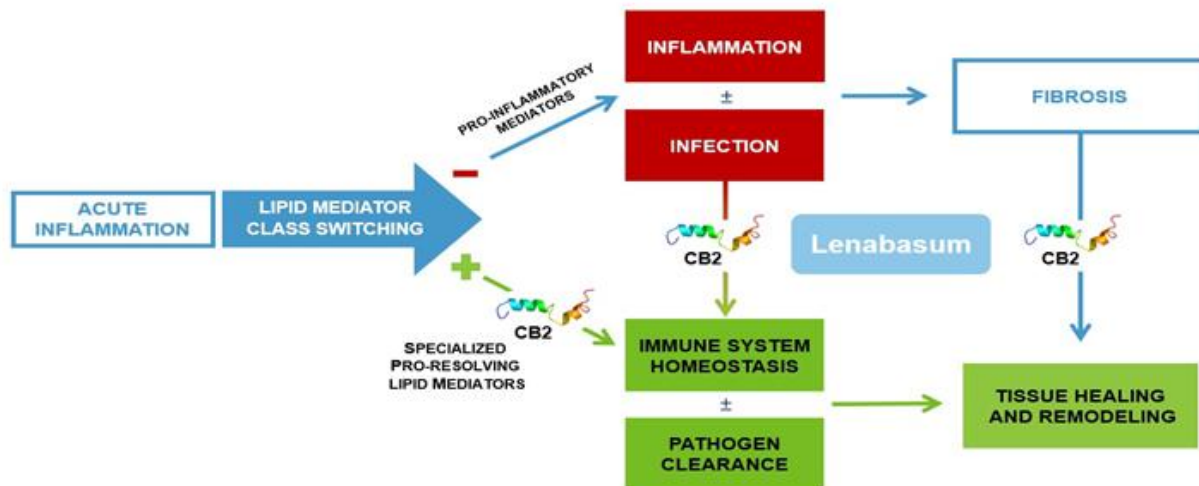 INFLAMMATION
±
INFECTION
PRO-INFLAMMATORY
MEDIATORS
FIBROSIS
ACUTE
INFLAMMATION
LIPID MEDIATOR
CLASS SWITCHING
CB2
Lenabasum
CB2
CB2
SPECIALIZED
PRO-RESOLVING
LIPID MEDIATORS
IMMUNE SYSTEM
HOMEOSTASIS
±
PATHOGEN
CLEARANCE
TISSUE HEALING
AND REMODELING